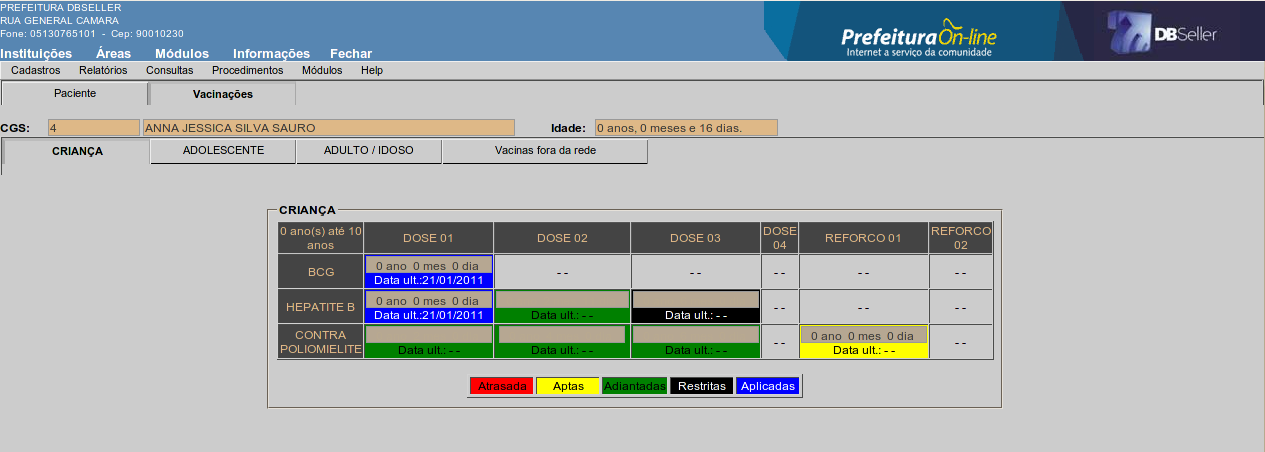 PREFEITURA DBSELLER
RUA GENERAL CAMARA
Fone: 05130765101 - Cep: 90010230
PrefeituraOn-line
Internet a serviço da comunidade
DBSeller
Instituições Áreas Módulos Informações Fechar
Cadastros Relatórios Consultas Procedimentos Módulos Help
Paciente Vacinações
CGS: 4 ANNA JESSICA SILVA SAURO Idade: 0 anos, 0 meses e 16 dias.
CRIANÇA ADOLESCENTE ADULTO / IDOSO Vacinas fora da rede
CRIANÇA
0 ano(s) até 10 anos DOSE 01 DOSE 02 DOSE 03 DOSE 04 REFORCO 01 REFORCO 02
BCG 0 ano 0 mes 0 dia - - - - - - - - - -
Data ult.:21/01/2011
HEPATITE B 0 ano 0 mes 0 dia - - - - - -
Data ult.:21/01/2011 Data ult.: - - Data ult.: - -
CONTRA POLIOMIELITE 0 ano 0 mes 0 dia
Data ult.: - - Data ult.: - - Data ult.: - - - - Data ult.: - - - -
Atrasada Aptas Adiantadas Restritas Aplicadas